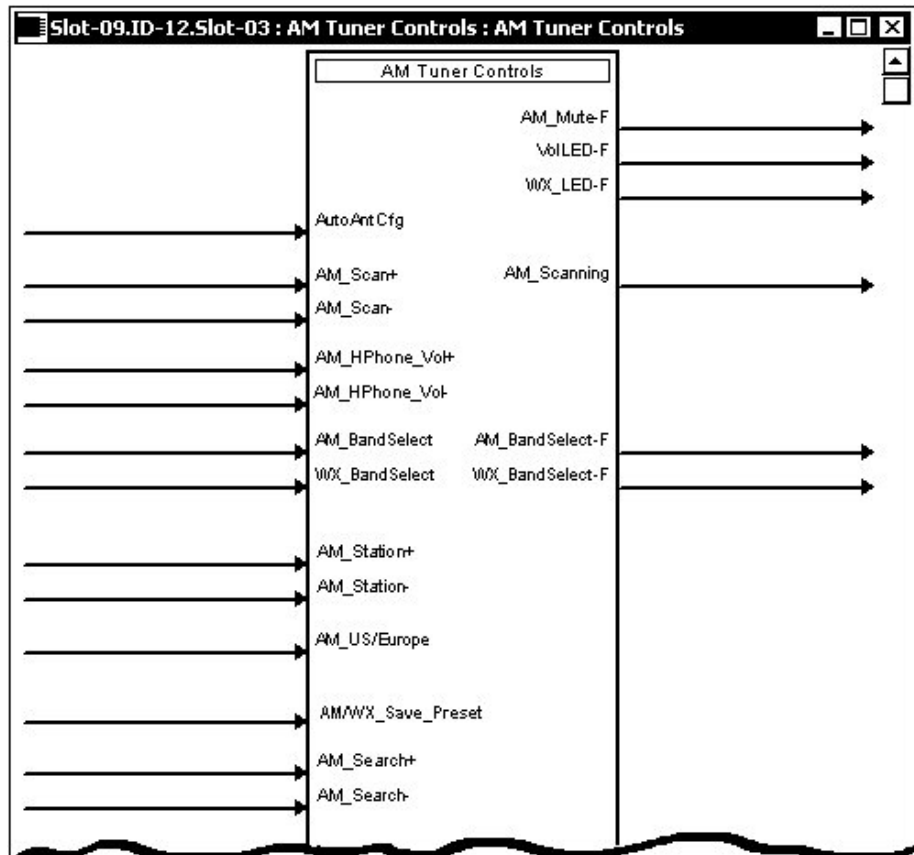 Slot-09.ID-12.Slot-03 : AM Tuner Controls : AM Tuner Controls
AM Tuner Controls
AM_Mute-F
VolLED-F
WX_LED-F
AutoAntCfg
AM_Scan+ AM_Scanning
AM_Scan-
AM_HPhone_Vol+
AM_HPhone_Vol-
AM_BandSelect AM_BandSelect-F
WX_BandSelect WX_BandSelect-F
AM_Station+
AM_Station-
AM_US/Europe
AM/WX_Save_Preset
AM_Search+
AM_Search-